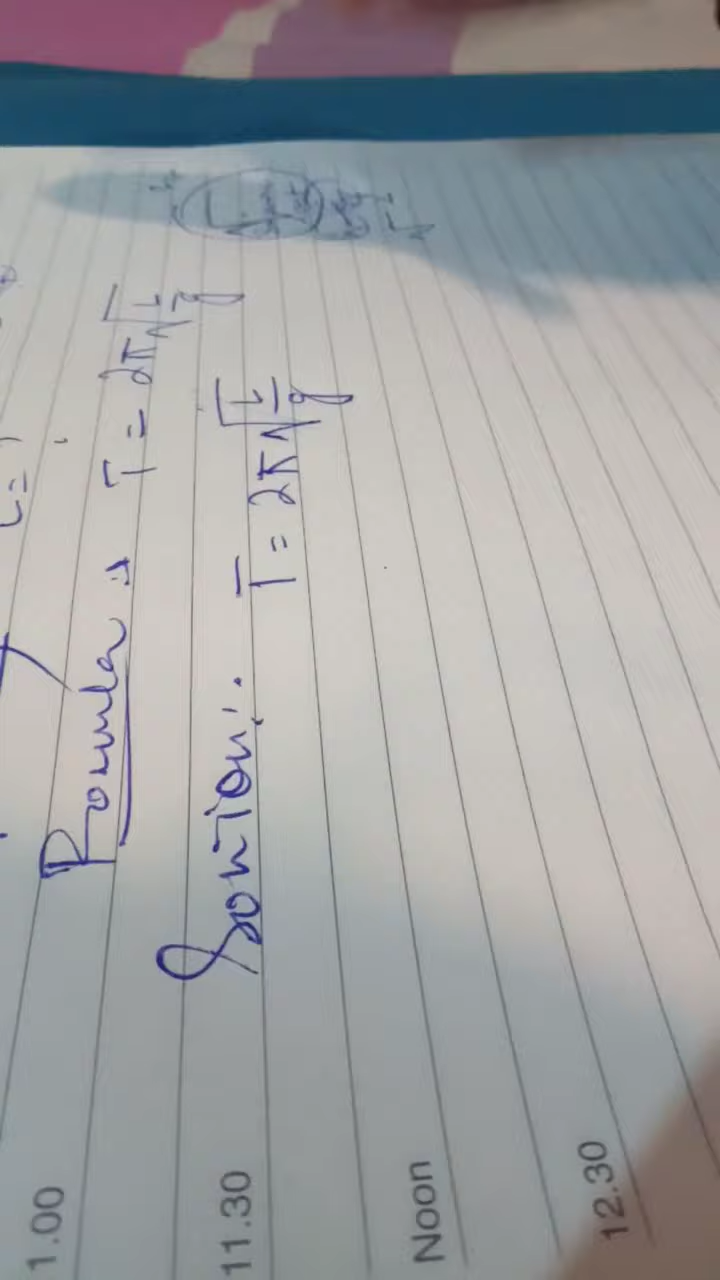 L =
Formula :- T = 2π√L/g
1.00
Solution :- T = 2π√L/g
11.30
Noon
12.30